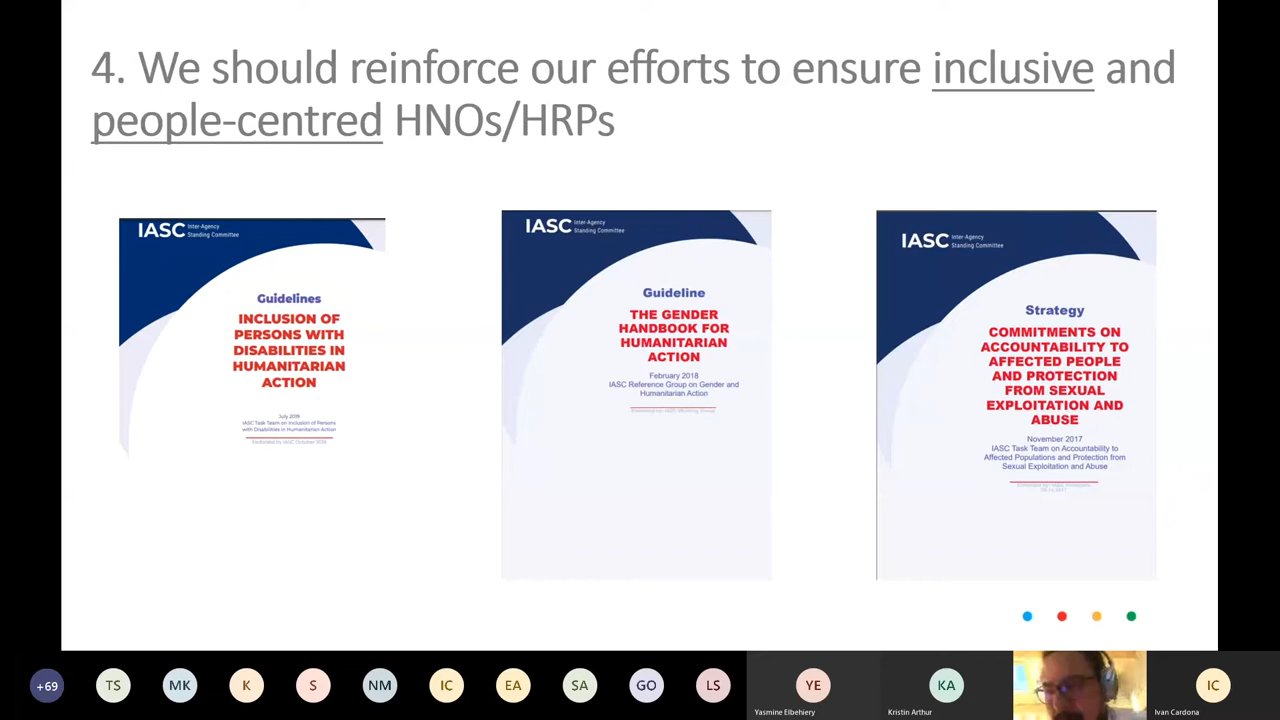 4. We should reinforce our efforts to ensure inclusive and
people-centred HNOs/HRPs
IASC Inter-Agency
Standing Committee
Guidelines
INCLUSION OF
PERSONS WITH
DISABILITIES IN
HUMANITARIAN
ACTION
July 2019
IASC Task Team on Inclusion of Persons
with Disabilities in Humanitarian Action
IASC Inter-Agency
Standing Committee
Guideline
THE GENDER
HANDBOOK FOR
HUMANITARIAN
ACTION
February 2018
IASC Reference Group on Gender and
Humanitarian Action
IASC Inter-Agency
Standing Committee
Strategy
COMMITMENTS ON
ACCOUNTABILITY TO
AFFECTED PEOPLE
AND PROTECTION
FROM SEXUAL
EXPLOITATION AND
ABUSE
November 2017
IASC Task Team on Accountability to
Affected Populations and Protection from
Sexual Exploitation and Abuse
+69
TS
MK
K
S
NM
IC
EA
SA
GO
LS
YE
Yasmine Elbehiery
KA
Kristin Arthur
IC
Ivan Cardona